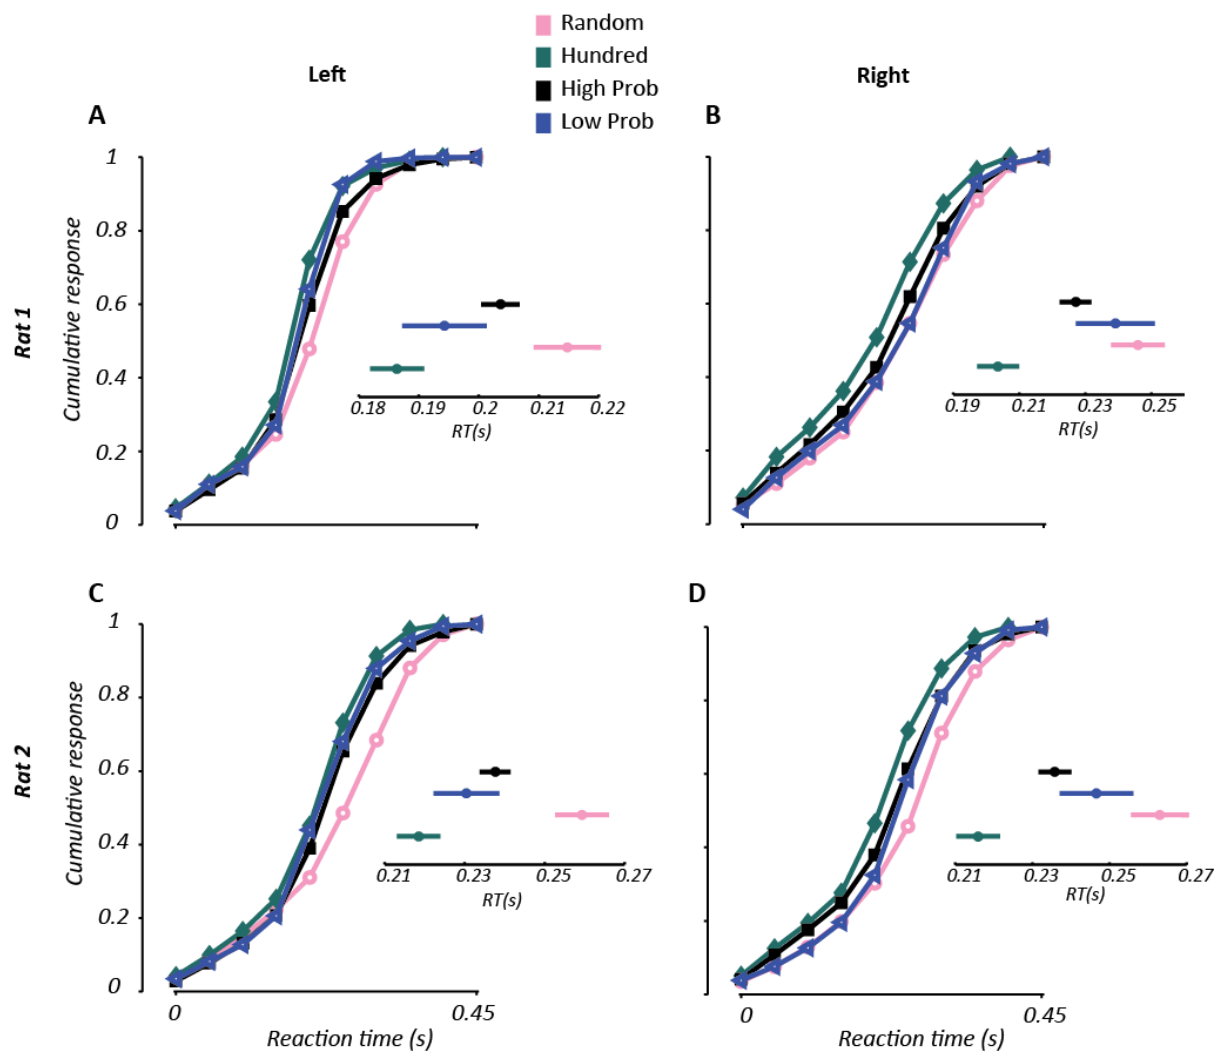 Random
Hundred
High Prob
Low Prob
Left
Right
A
B
Rat 1
Cumulative response
1
0.8
0.6
0.4
0.2
0
0.18 0.19 0.2 0.21 0.22
RT(s)
0.19 0.21 0.23 0.25
RT(s)
C
D
Rat 2
Cumulative response
1
0.8
0.6
0.4
0.2
0
0.21 0.23 0.25 0.27
RT(s)
0.21 0.23 0.25 0.27
RT(s)
0 0.45
Reaction time (s)
0 0.45
Reaction time (s)